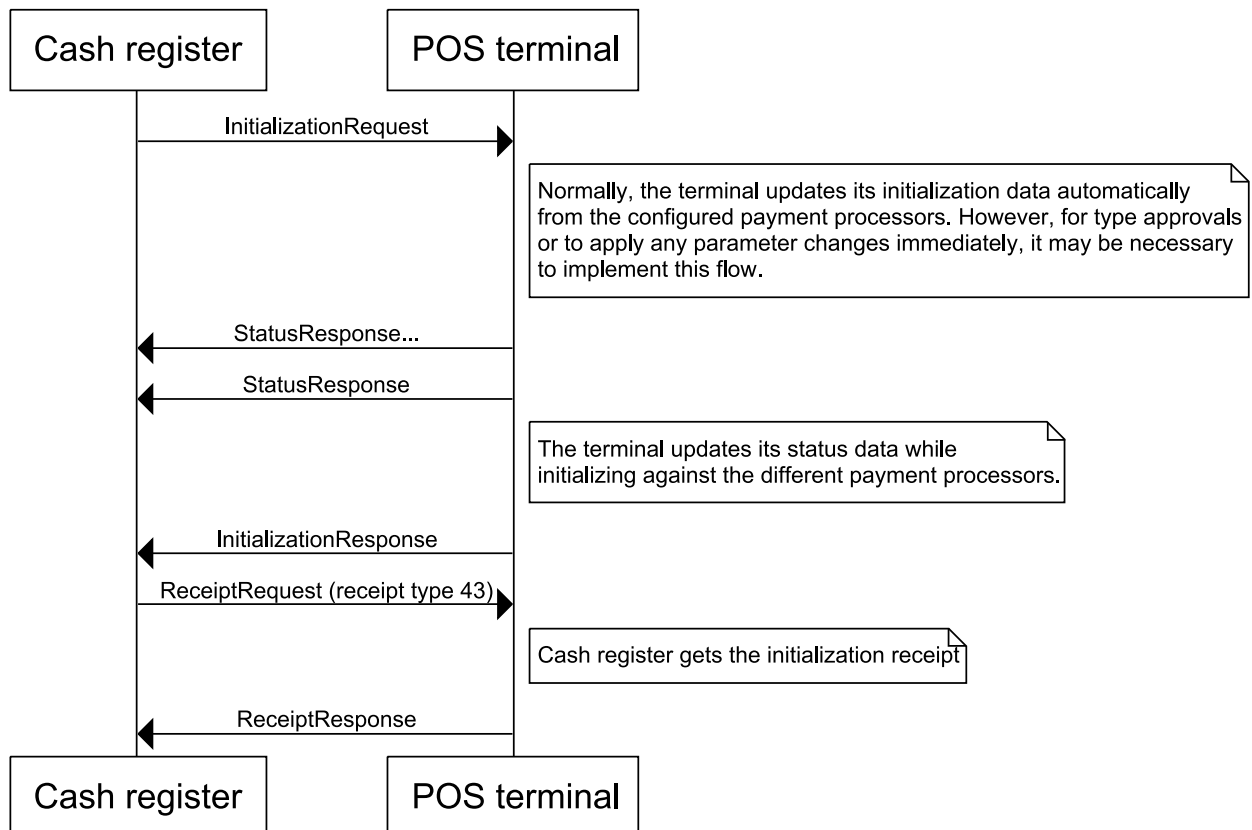 Cash register
POS terminal
InitializationRequest
Normally, the terminal updates its initialization data automatically
from the configured payment processors. However, for type approvals
or to apply any parameter changes immediately, it may be necessary
to implement this flow.
StatusResponse...
StatusResponse
The terminal updates its status data while
initializing against the different payment processors.
InitializationResponse
ReceiptRequest (receipt type 43)
Cash register gets the initialization receipt
ReceiptResponse
Cash register
POS terminal